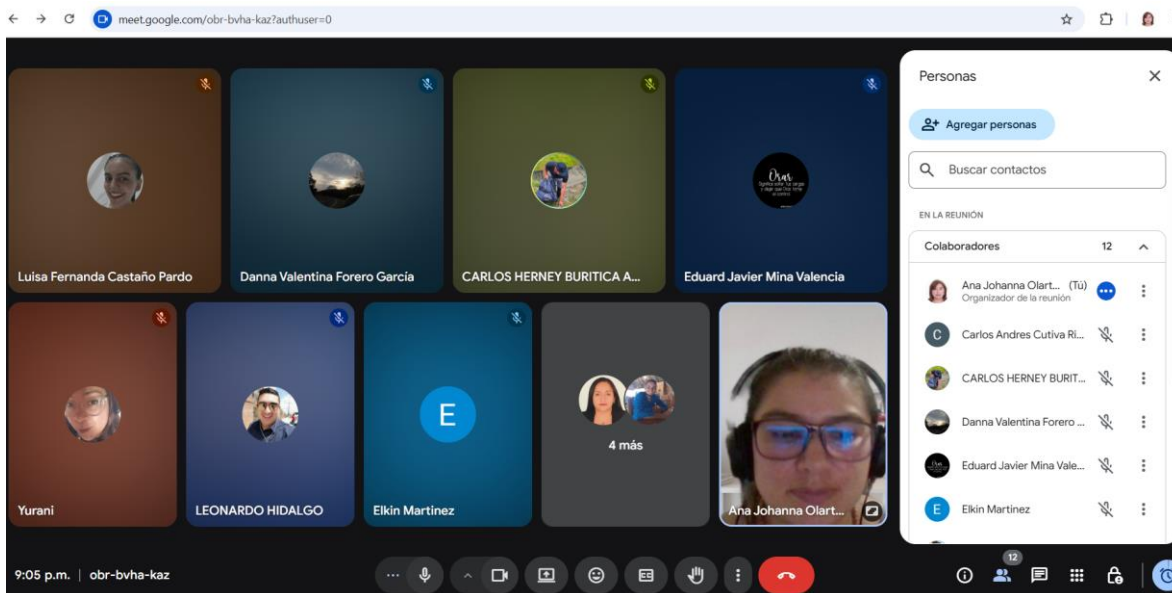 meet.google.com/obr-bvha-kaz?authuser=0
Luisa Fernanda Castaño Pardo
Danna Valentina Forero García
CARLOS HERNEY BURITICA A...
Eduard Javier Mina Valencia
Yurani
LEONARDO HIDALGO
E
Elkin Martinez
4 más
Ana Johanna Olart...
Personas
Agregar personas
Buscar contactos
EN LA REUNIÓN
Colaboradores 12
Ana Johanna Olart... (Tú)
Organizador de la reunión
C Carlos Andres Cutiva Ri...
CARLOS HERNEY BURIT...
Danna Valentina Forero ...
Eduard Javier Mina Vale...
E Elkin Martinez
9:05 p.m. | obr-bvha-kaz
12